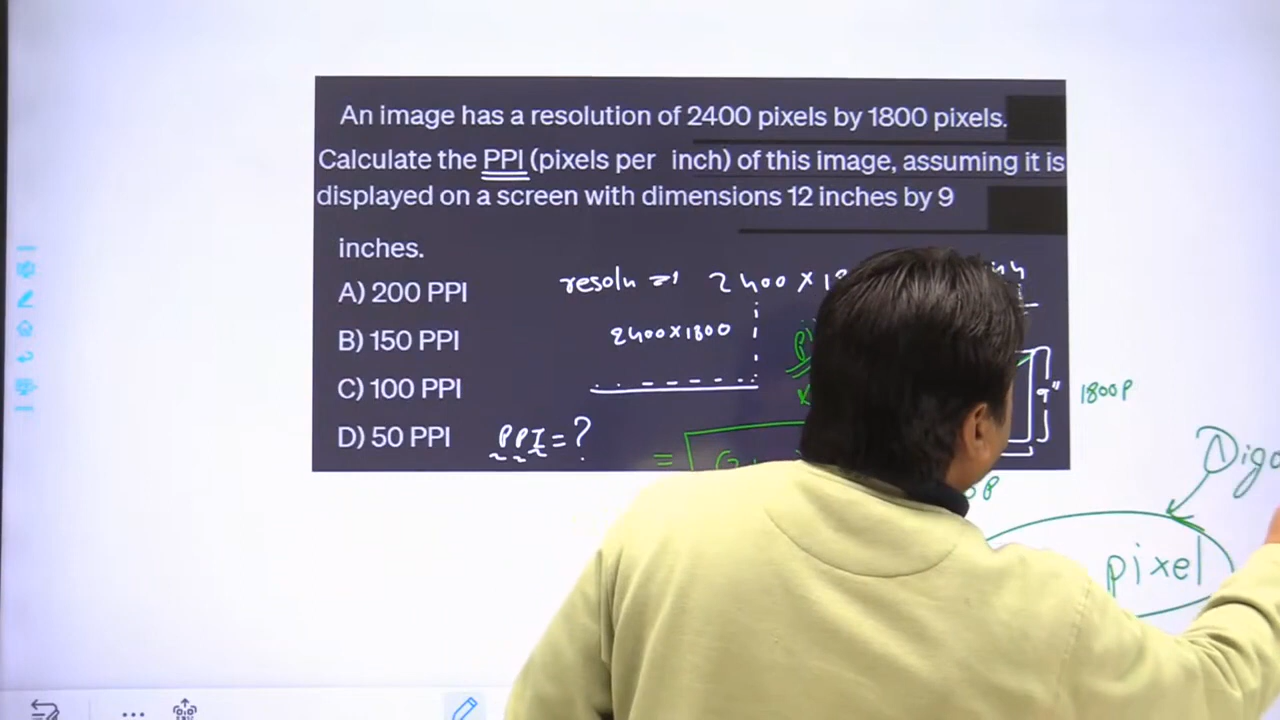 An image has a resolution of 2400 pixels by 1800 pixels.
Calculate the PPI (pixels per inch) of this image, assuming it is
displayed on a screen with dimensions 12 inches by 9
inches.
A) 200 PPI
B) 150 PPI
C) 100 PPI
D) 50 PPI
resoln ⇒ 2400 X
2400X1800
PPI = ?
9"
1800P
pixel
=